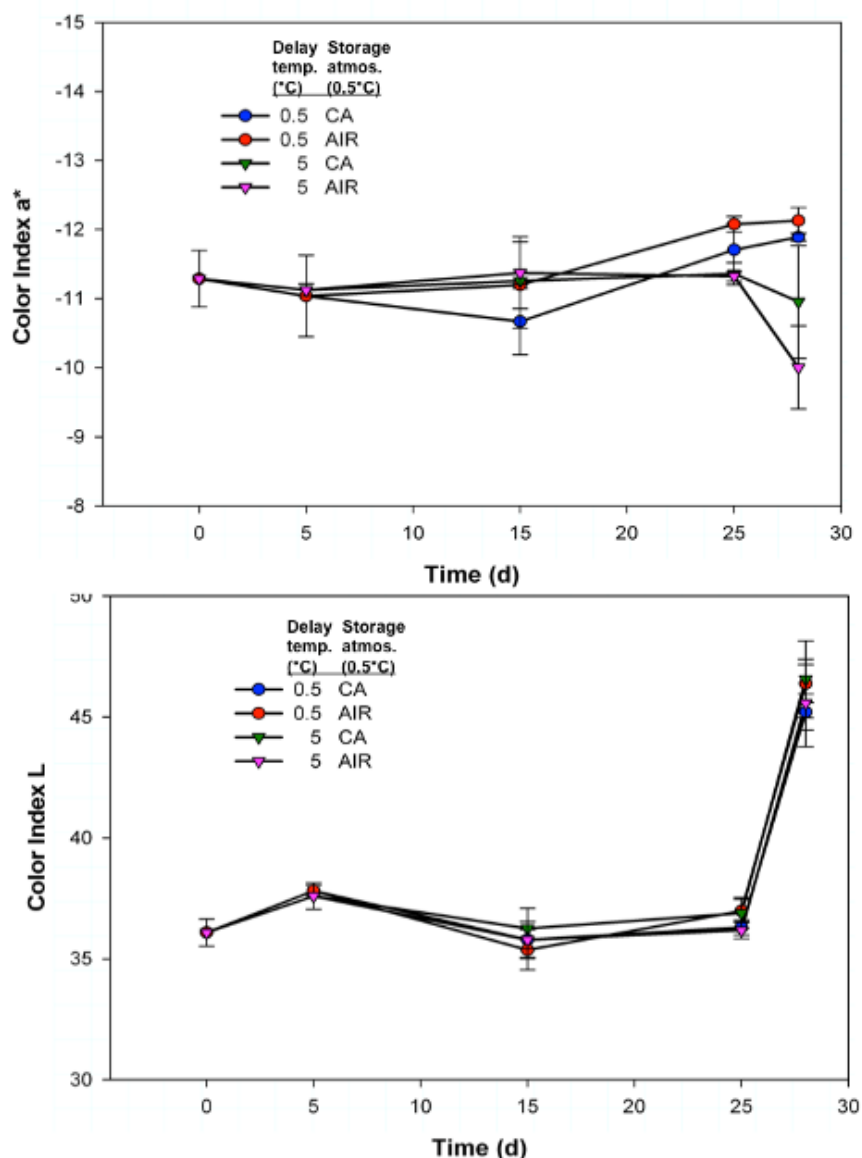 -15
-14
-13
-12
-11
-10
-9
-8
Color Index a*
Delay Storage
temp. atmos.
(°C) (0.5°C)
0.5 CA
0.5 AIR
5 CA
5 AIR
0 5 10 15 20 25 30
Time (d)
50
45
40
35
30
Color Index L
Delay Storage
temp. atmos.
(°C) (0.5°C)
0.5 CA
0.5 AIR
5 CA
5 AIR
0 5 10 15 20 25 30
Time (d)